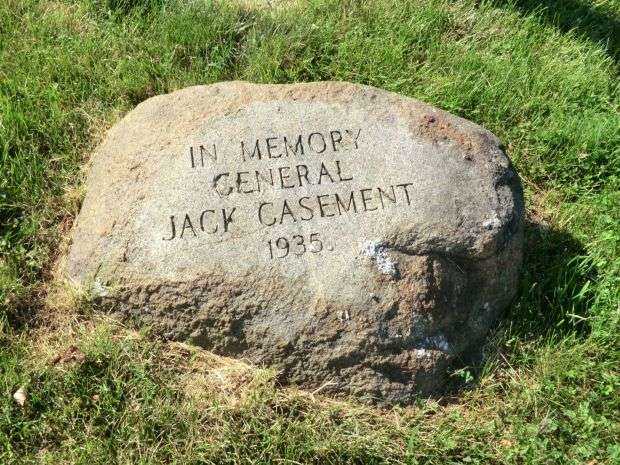 IN MEMORY
GENERAL
JACK CASEMENT
1935